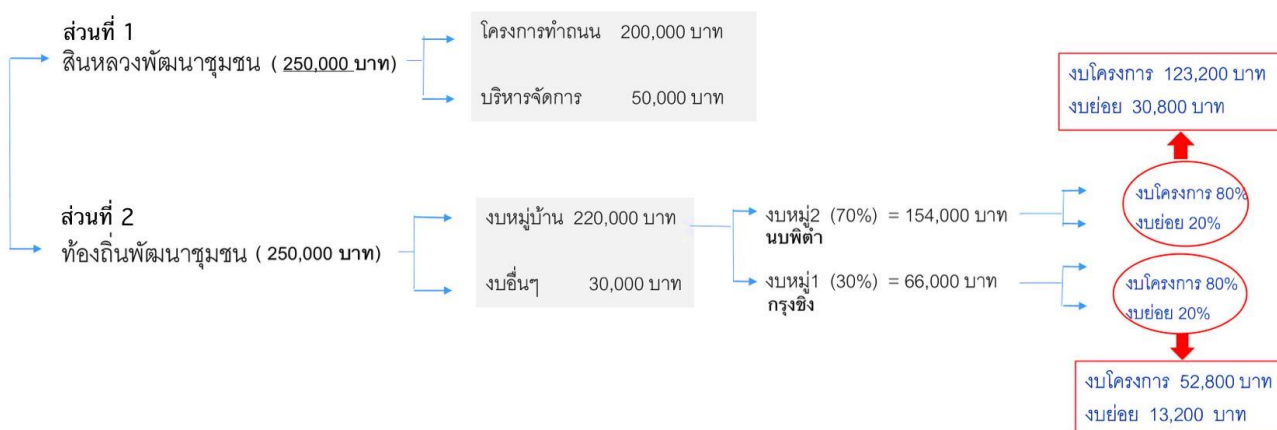 ส่วนที่ 1
สินหลวงพัฒนาชุมชน ( 250,000 บาท)
โครงการทำถนน 200,000 บาท
บริหารจัดการ 50,000 บาท
งบโครงการ 123,200 บาท
งบย่อย 30,800 บาท
ส่วนที่ 2
ท้องถิ่นพัฒนาชุมชน ( 250,000 บาท)
งบหมู่บ้าน 220,000 บาท
งบอื่นๆ 30,000 บาท
งบหมู่2 (70%) = 154,000 บาท
นบพิตำ
งบหมู่1 (30%) = 66,000 บาท
กรุงชิง
งบโครงการ 80%
งบย่อย 20%
งบโครงการ 80%
งบย่อย 20%
งบโครงการ 52,800 บาท
งบย่อย 13,200 บาท